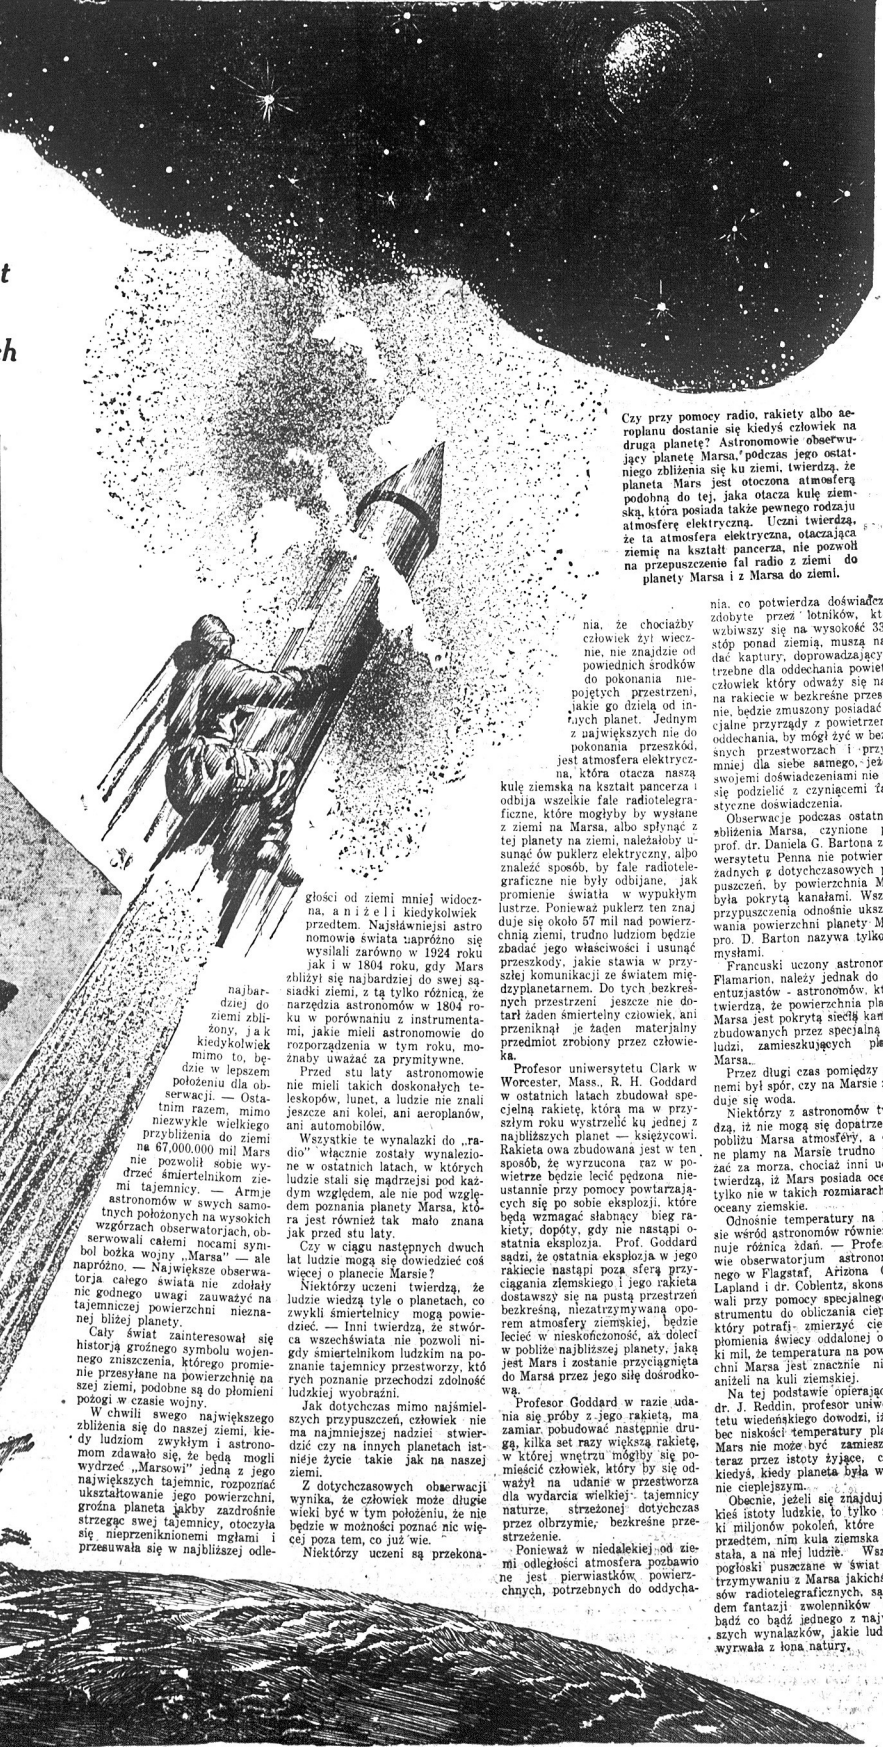 t
h
Czy przy pomocy radio, rakiety albo ae-
roplanu dostanie się kiedyś człowiek na
druga planetę? Astronomowie obserwu-
jący planetę Marsa, podczas jego ostat-
niego zbliżenia się ku ziemi, twierdzą, że
planeta Mars jest otoczona atmosferą
podobną do tej, jaka otacza kulę ziem-
ską, która posiada także pewnego rodzaju
atmosferę elektryczną. Uczni twierdzą,
że ta atmosfera elektryczna, otaczająca
ziemię na kształt pancerza, nie pozwoli
na przepuszczenie fal radio z ziemi do
planety Marsa i z Marsa do ziemi.
najbar-
dziej do
ziemi zbli-
żony, jak
kiedykolwiek
mimo to, bę-
dzie w lepszem
położeniu dla ob-
serwacji. — Osta-
tnim razem, mimo
niezwykle wielkiego
przybliżenia do ziemi
na 67,000.000 mil Mars
nie pozwolił sobie wy-
drzeć śmiertelnikom zie-
mi tajemnicy. — Armje
astronomów w swych samo-
tnych położonych na wysokich
wzgórzach obserwatorjach, ob-
serwowali całemi nocami sym-
bol bożka wojny „Marsa" — ale
napróżno. — Największe obserwa-
torja całego świata nie zdołały
nic godnego uwagi zauważyć na
tajemniczej powierzchni niezna-
nej bliżej planety.
Cały świat zainteresował się
historją groźnego symbolu wojen-
nego zniszczenia, którego promie-
nie przesyłane na powierzchnię na
szej ziemi, podobne są do płomieni
pożogi w czasie wojny.
W chwili swego największego
zbliżenia się do naszej ziemi, kie-
dy ludziom zwykłym i astrono-
mom zdawało się, że będą mogli
wydrzeć „Marsowi" jedną z jego
największych tajemnic, rozpoznać
ukształtowanie jego powierzchni,
groźna planeta jakby zazdrośnie
strzegąc swej tajemnicy, otoczyła
się nieprzeniknionemi mgłami i
przesuwała się w najbliższej odle-
głości od ziemi mniej widocz-
na, aniżeli kiedykolwiek
przedtem. Najsławniejsi astro
nomowie świata napróżno się
wysilali zarówno w 1924 roku
jak i w 1804 roku, gdy Mars
zbliżył się najbardziej do swej są-
siadki ziemi, z tą tylko różnicą, że
narzędzia astronomów w 1804 ro-
ku w porównaniu z instrumenta-
mi, jakie mieli astronomowie do
rozporządzenia w tym roku, mo-
żnaby uważać za prymitywne.
Przed stu laty astronomowie
nie mieli takich doskonałych te-
leskopów, lunet, a ludzie nie znali
jeszcze ani kolei, ani aeroplanów,
ani automobilów.
Wszystkie te wynalazki do „ra-
dio" włącznie zostały wynalezio-
ne w ostatnich latach, w których
ludzie stali się mądrzejsi pod każ-
dym względem, ale nie pod wzglę-
dem poznania planety Marsa, któ-
ra jest również tak mało znana
jak przed stu laty.
Czy w ciągu następnych dwuch
lat ludzie mogą się dowiedzieć coś
więcej o planecie Marsie?
Niektórzy uczeni twierdzą, że
ludzie wiedzą tyle o planetach, co
zwykli śmiertelnicy mogą powie-
dzieć. — Inni twierdzą, że stwór-
ca wszechświata nie pozwoli ni-
gdy śmiertelnikom ludzkim na po-
znanie tajemnicy przestworzy, któ
rych poznanie przechodzi zdolność
ludzkiej wyobraźni.
Jak dotychczas mimo najśmiel-
szych przypuszczeń, człowiek nie
ma najmniejszej nadziei stwier-
dzić czy na innych planetach ist-
nieje życie takie jak na naszej
ziemi.
Z dotychczasowych obserwacji
wynika, że człowiek może długie
wieki być w tym położeniu, że nie
będzie w możności poznać nic wię-
cej poza tem, co już wie.
Niektórzy uczeni są przekona-
nia, że chociażby
człowiek żył wiecz-
nie, nie znajdzie od
powiednich środków
do pokonania nie-
pojętych przestrzeni,
jakie go dzielą od in-
nych planet. Jednym
z największych nie do
pokonania przeszkód,
jest atmosfera elektrycz-
na, która otacza naszą
kulę ziemską na kształt pancerza i
odbija wszelkie fale radiotelegra-
ficzne, które mogłyby by wysłane
z ziemi na Marsa, albo spłynąć z
tej planety na ziemi, należałoby u-
sunąć ów puklerz elektryczny, albo
znaleźć sposób, by fale radiotele-
graficzne nie były odbijane, jak
promienie światła w wypukłym
lustrze. Ponieważ puklerz ten znaj
duje się około 57 mil nad powierz-
chnią ziemi, trudno ludziom będzie
zbadać jego właściwości i usunąć
przeszkody, jakie stawia w przy-
szłej komunikacji ze światem mię-
dzyplanetarnem. Do tych bezkreś-
nych przestrzeni jeszcze nie do-
tarł żaden śmiertelny człowiek, ani
przeniknął je żaden materjalny
przedmiot zrobiony przez człowie-
ka.
Profesor uniwersytetu Clark w
Worcester, Mass., R. H. Goddard
w ostatnich latach zbudował spe-
cjelną rakietę, którą ma w przy-
szłym roku wystrzelić ku jednej z
najbliższych planet — księżycowi.
Rakieta owa zbudowaną jest w ten
sposób, że wyrzucona raz w po-
wietrze będzie lecić pędzona nie-
ustannie przy pomocy powtarzają-
cych się po sobie eksplozji, które
będą wzmagać słabnący bieg ra-
kiety, dopóty, gdy nie nastąpi o-
statnia eksplozja. Prof. Goddard
sadzi, że ostatnia eksplozja w jego
rakiecie nastąpi poza sferą przy-
ciągania ziemskiego i jego rakieta
dostawszy się na pustą przestrzeń
bezkreśną, niezatrzymywaną opo-
rem atmosfery ziemskiej, będzie
lecieć w nieskończoność, aż doleci
w pobliże najbliższej planety, jaką
jest Mars i zostanie przyciągnięta
do Marsa przez jego siłę dośrodko-
wą.
Profesor Goddard w razie uda-
nia się próby z jego rakietą, ma
zamiar pobudować następnie dru-
gą, kilka set razy większą rakietę,
w której wnętrzu mógłby się po-
mieścić człowiek, który by się od-
ważył na udanie w przestworza
dla wydarcia wielkiej tajemnicy
naturze, strzeżonej dotychczas
przez olbrzymie, bezkreśne prze-
strzeżenie.
Ponieważ w niedalekiej od zie-
mi odległości atmosfera pozbawio
ne jest pierwiastków powierz-
chnych, potrzebnych do oddycha-
nia, co potwierdza doświadcz
zdobyte przez lotników, kt
wzbiwszy się na wysokość 33
stóp ponad ziemią, muszą na
dać kaptury, doprowadzający
trzebne dla oddechania powiet
człowiek który odważy się na
na rakiecie w bezkreśne przes
nie, będzie zmuszony posiadać
cjalne przyrządy z powietrzen
oddechania, by mógł żyć w be
snych przestworzach i przy
mniej dla siebe samego, jeż
swojemi doświadczeniami nie
się podzielić z czyniącemi fa
styczne doświadczenia.
Obserwacje podczas ostatn
zbliżenia Marsa, czynione p
prof. dr. Daniela G. Bartona z
wersytetu Penna nie potwier
żadnych z dotychczasowych p
puszczeń, by powierzchnia M
była pokrytą kanałami. Wsz
przypuszczenia odnośnie uksz
wania powierzchni planety M
pro. D. Barton nazywa tylko
mysłami.
Francuski uczony astronor
Flamarion, należy jednak do
entuzjastów - astronomów, kt
twierdzą, że powierzchnia pla
Marsa jest pokrytą siecłą kan
zbudowanych przez specjalną
ludzi, zamieszkujących pla
Marsa.
Przez długi czas pomiędzy
nemi był spór, czy na Marsie z
duje się woda.
Niektórzy z astronomów tw
dzą, iż nie mogą się dopatrze
pobliżu Marsa atmosfery, a
ne plamy na Marsie trudno
żać za morza, chociaż inni uc
twierdzą, iż Mars posiada oce
tylko nie w takich rozmiarach
oceany ziemskie.
Odnośnie temperatury na
sie wśród astronomów równie
nuje różnica zdań. — Profe
wie obserwatorjum astronom
nego w Flagstaf, Arizona C
Lapland i dr. Coblentz, skons
wali przy pomocy specjalnego
strumentu do obliczania ciep
który potrafi zmierzyć cie
płomienia świecy oddalonej o
ki mil, że temperatura na pow
chni Marsa jest znacznie ni
aniżeli na kuli ziemskiej.
Na tej podstawie opierając
dr. J. Reddin, profesor uniw
tetu wiedeńskiego dowodzi, iż
bec niskości temperatury pla
Mars nie może być zamiesz
teraz przez istoty żyjące, c
kiedyś, kiedy planeta była w
nie cieplejszym.
Obecnie, jeżeli się znajduj
kieś istoty ludzkie, to tylko
ki miljonów pokoleń, które
przedtem, nim kula ziemska
stała, a na niej ludzie. Wsz
pogłoski puszczane w świat
trzymywaniu z Marsa jakichś
sów radiotelegraficznych, są
dem fantazji zwolenników
bądź co bądź jednego z najw
szych wynalazków, jakie lud
wyrwała z łona natury.